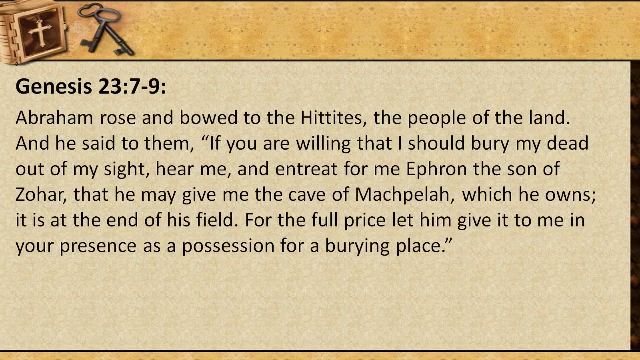 Genesis 23:7-9:
Abraham rose and bowed to the Hittites, the people of the land.
And he said to them, “If you are willing that I should bury my dead
out of my sight, hear me, and entreat for me Ephron the son of
Zohar, that he may give me the cave of Machpelah, which he owns;
it is at the end of his field. For the full price let him give it to me in
your presence as a possession for a burying place.”